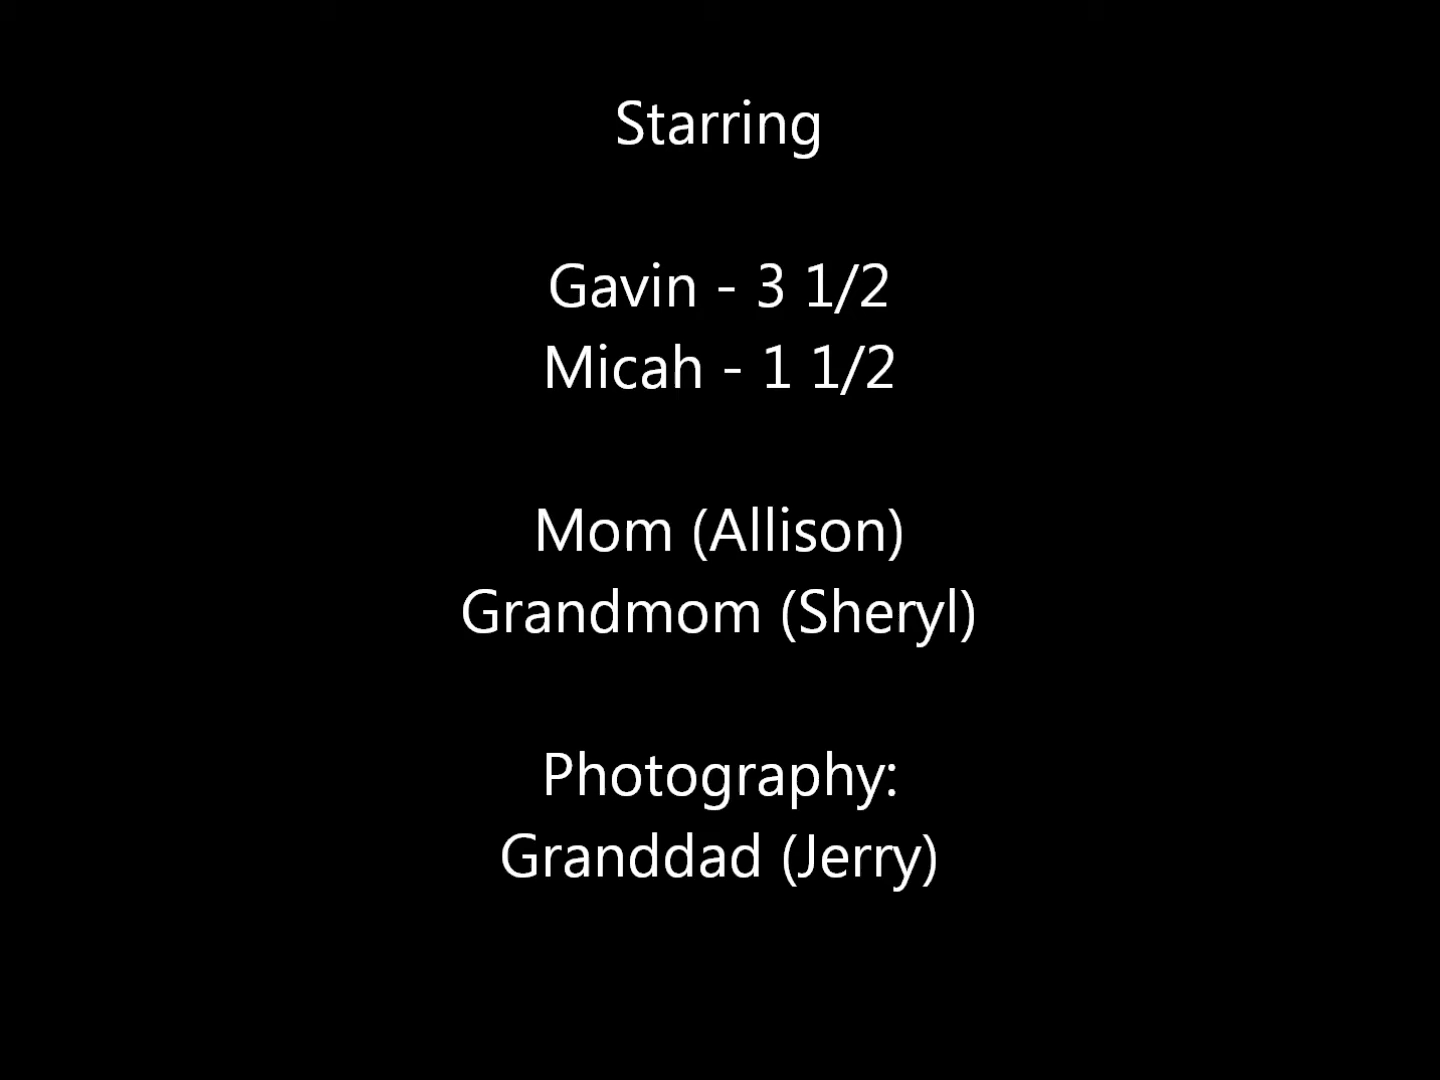 Starring
Gavin - 3 1/2
Micah - 1 1/2
Mom (Allison)
Grandmom (Sheryl)
Photography:
Granddad (Jerry)